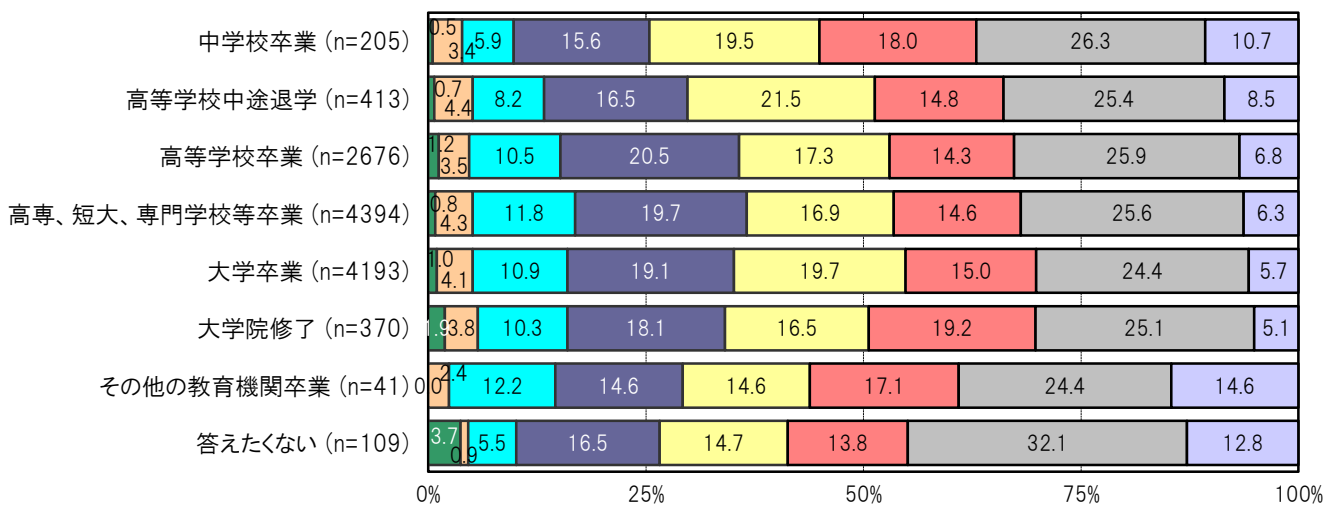 中学校卒業 (n=205) 0.5 3.4 5.9 15.6 19.5 18.0 26.3 10.7
高等学校中途退学 (n=413) 0.7 4.4 8.2 16.5 21.5 14.8 25.4 8.5
高等学校卒業 (n=2676) 1.2 3.5 10.5 20.5 17.3 14.3 25.9 6.8
高専、短大、専門学校等卒業 (n=4394) 0.8 4.3 11.8 19.7 16.9 14.6 25.6 6.3
大学卒業 (n=4193) 1.0 4.1 10.9 19.1 19.7 15.0 24.4 5.7
大学院修了 (n=370) 1.9 3.8 10.3 18.1 16.5 19.2 25.1 5.1
その他の教育機関卒業 (n=41) 0.0 2.4 12.2 14.6 14.6 17.1 24.4 14.6
答えたくない (n=109) 3.7 0.9 5.5 16.5 14.7 13.8 32.1 12.8
0% 25% 50% 75% 100%